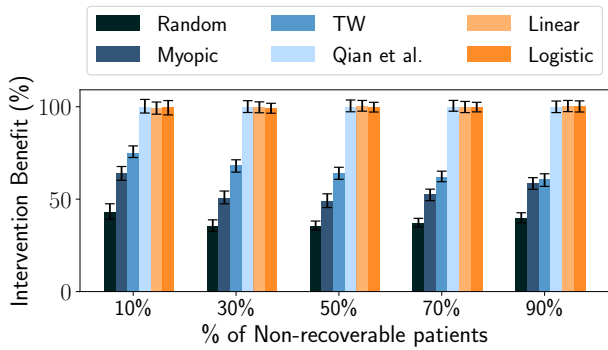 Random TW Linear
Myopic Qian et al. Logistic
Intervention Benefit (%)
100
50
0
10% 30% 50% 70% 90%
% of Non-recoverable patients